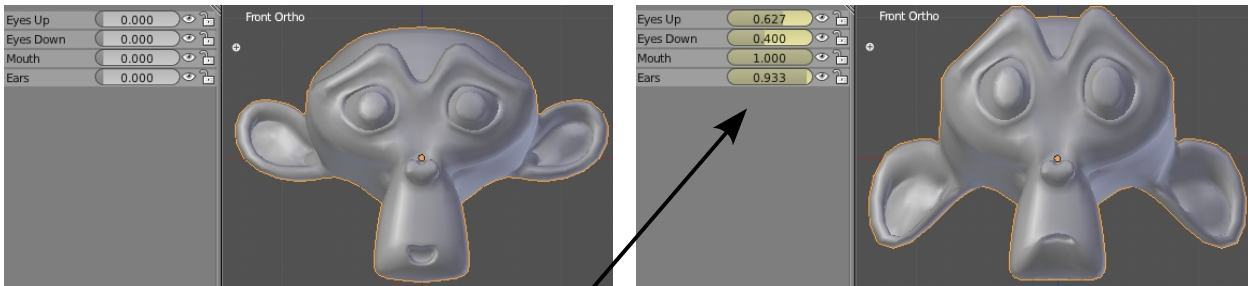 Eyes Up 0.000
Eyes Down 0.000
Mouth 0.000
Ears 0.000
Front Ortho
Eyes Up 0.627
Eyes Down 0.400
Mouth 1.000
Ears 0.933
Front Ortho